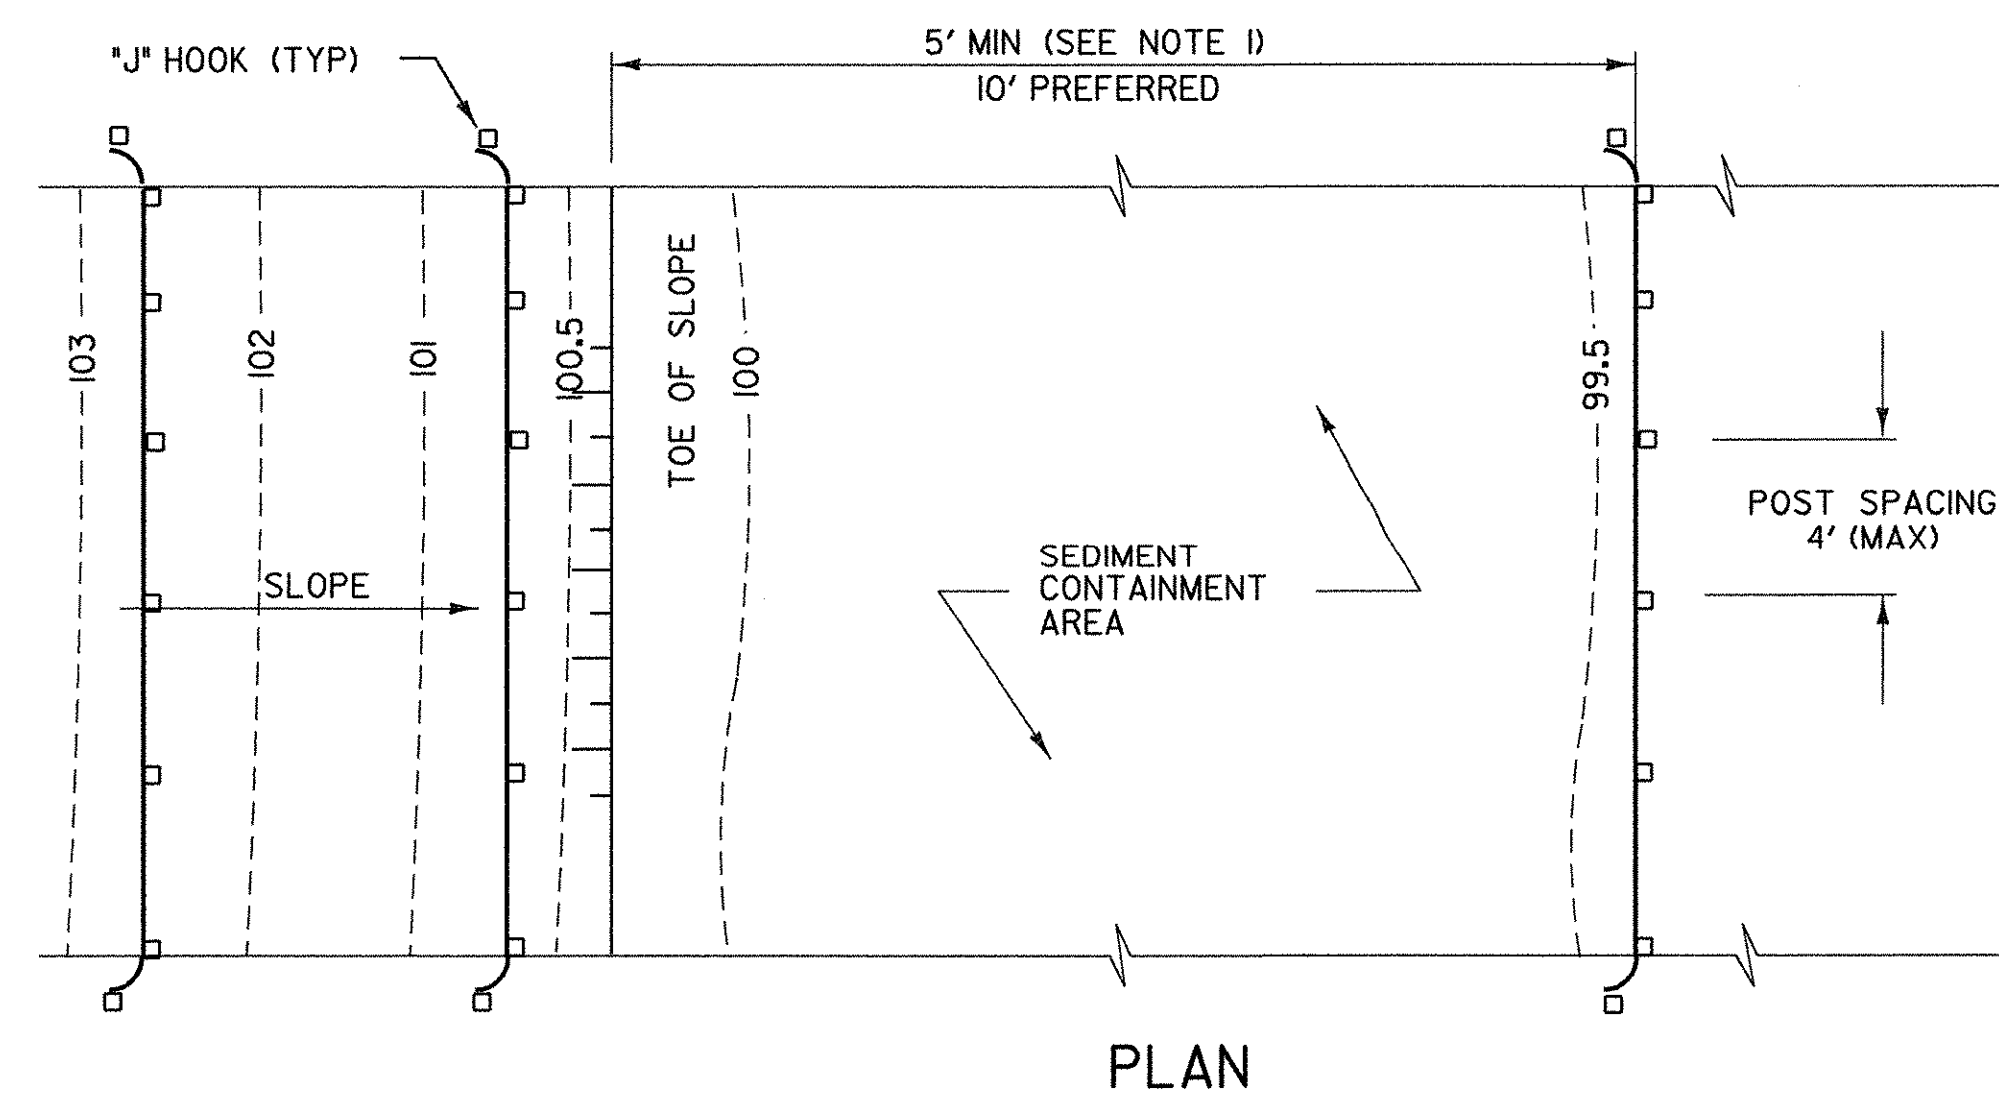 "J" HOOK (TYP)
5' MIN (SEE NOTE 1)
10' PREFERRED
103
102
101
100.5
TOE OF SLOPE
100
99.5
SLOPE
SEDIMENT
CONTAINMENT
AREA
POST SPACING
4' (MAX)
PLAN